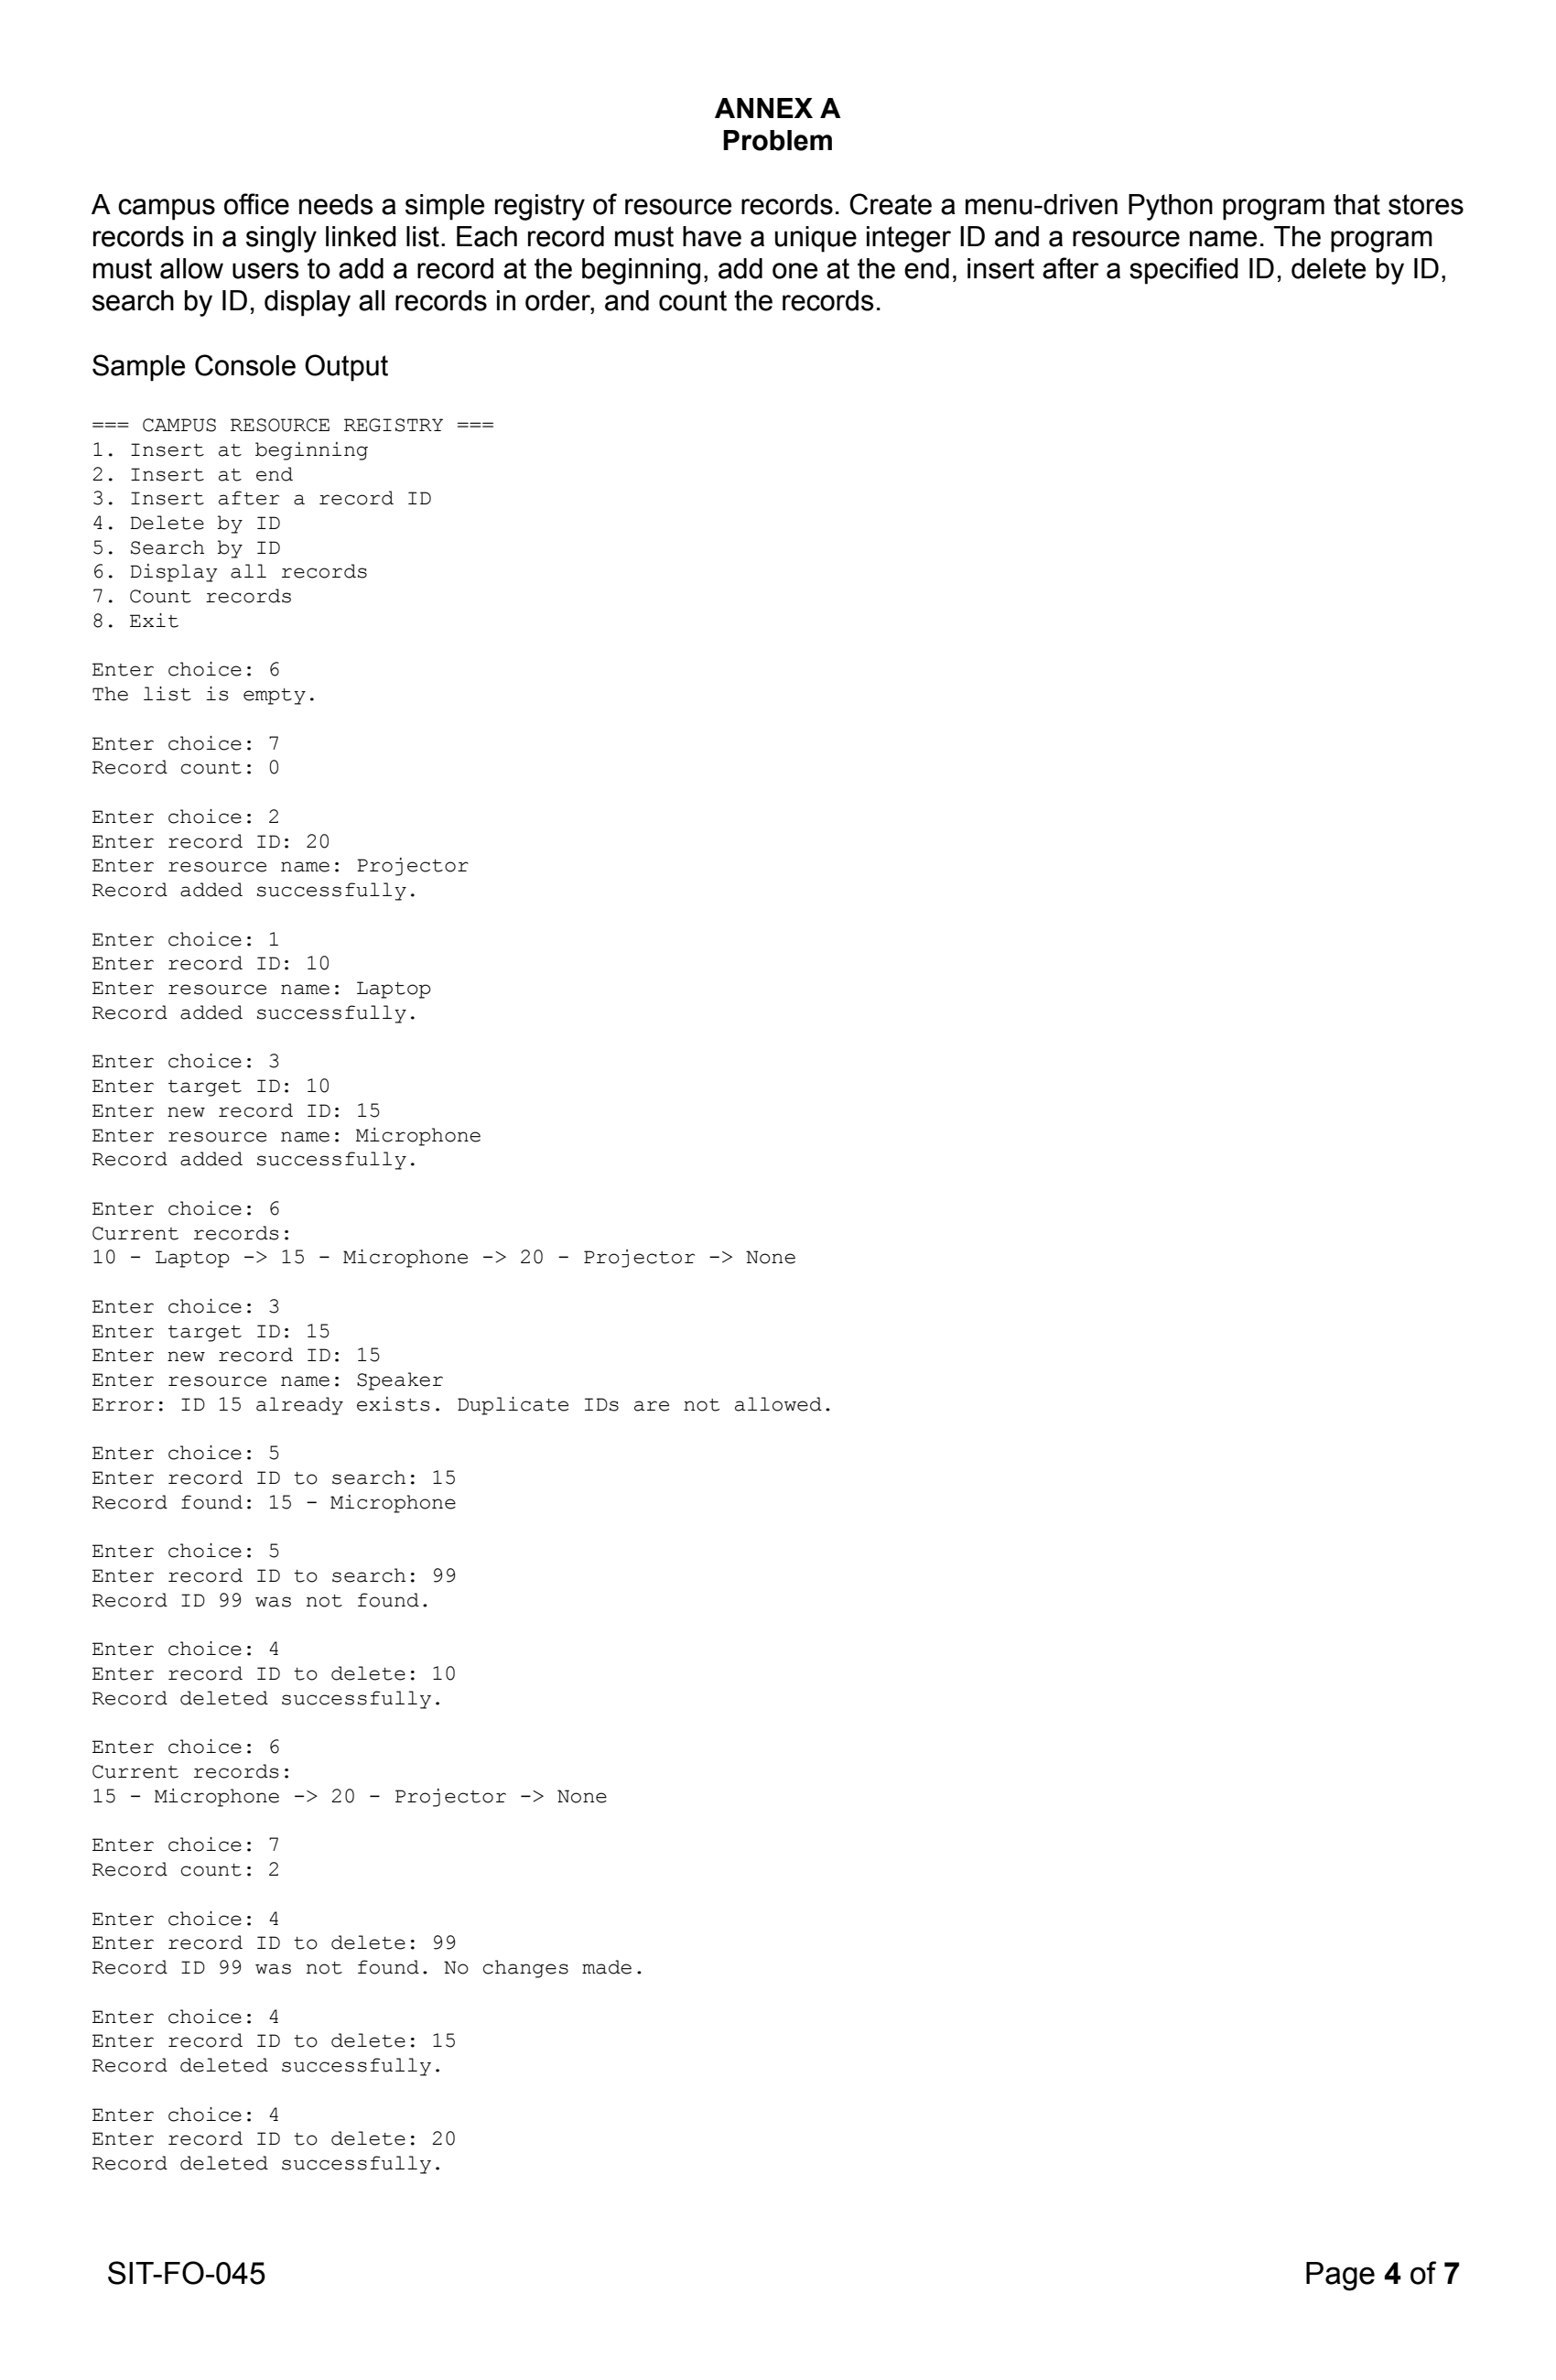 ANNEX A
Problem
A campus office needs a simple registry of resource records. Create a menu-driven Python program that stores
records in a singly linked list. Each record must have a unique integer ID and a resource name. The program
must allow users to add a record at the beginning, add one at the end, insert after a specified ID, delete by ID,
search by ID, display all records in order, and count the records.
Sample Console Output
=== CAMPUS RESOURCE REGISTRY ===
1. Insert at beginning
2. Insert at end
3. Insert after a record ID
4. Delete by ID
5. Search by ID
6. Display all records
7. Count records
8. Exit
Enter choice: 6
The list is empty.
Enter choice: 7
Record count: 0
Enter choice: 2
Enter record ID: 20
Enter resource name: Projector
Record added successfully.
Enter choice: 1
Enter record ID: 10
Enter resource name: Laptop
Record added successfully.
Enter choice: 3
Enter target ID: 10
Enter new record ID: 15
Enter resource name: Microphone
Record added successfully.
Enter choice: 6
Current records:
10 - Laptop -> 15 - Microphone -> 20 - Projector -> None
Enter choice: 3
Enter target ID: 15
Enter new record ID: 15
Enter resource name: Speaker
Error: ID 15 already exists. Duplicate IDs are not allowed.
Enter choice: 5
Enter record ID to search: 15
Record found: 15 - Microphone
Enter choice: 5
Enter record ID to search: 99
Record ID 99 was not found.
Enter choice: 4
Enter record ID to delete: 10
Record deleted successfully.
Enter choice: 6
Current records:
15 - Microphone -> 20 - Projector -> None
Enter choice: 7
Record count: 2
Enter choice: 4
Enter record ID to delete: 99
Record ID 99 was not found. No changes made.
Enter choice: 4
Enter record ID to delete: 15
Record deleted successfully.
Enter choice: 4
Enter record ID to delete: 20
Record deleted successfully.
SIT-FO-045 Page 4 of 7